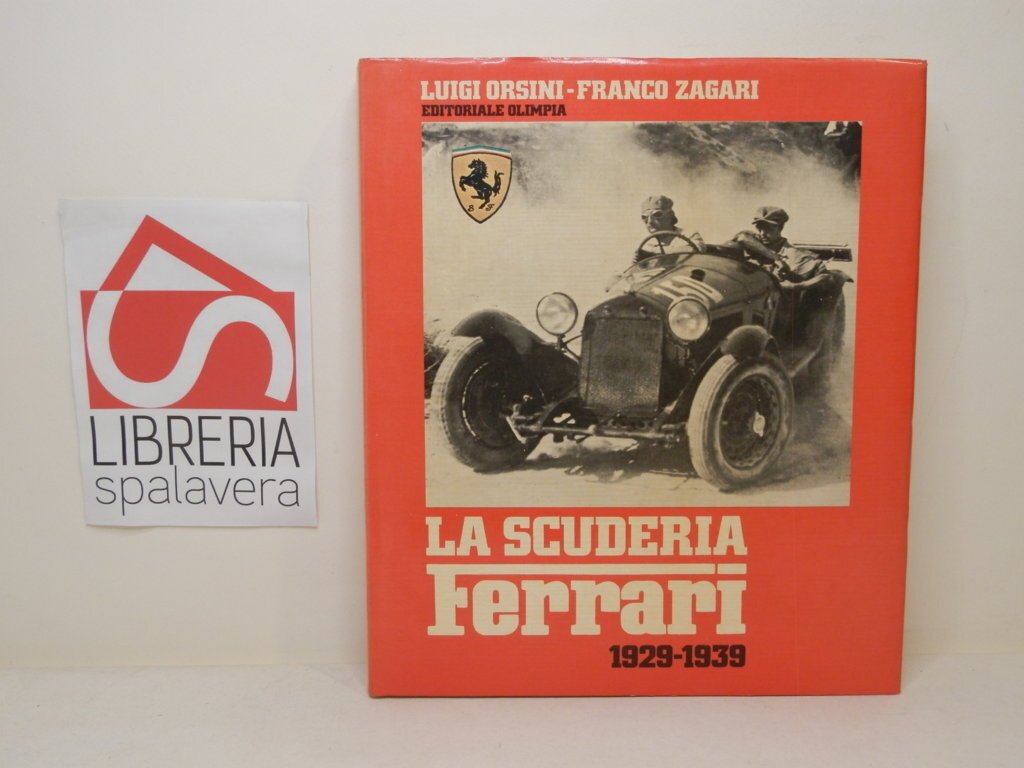 LUIGI ORSINI-FRANCO ZAGARI
EDITORIALE OLIMPIA
S F
LA SCUDERIA
Ferrari
1929-1939
LIBRERIA
spalavera